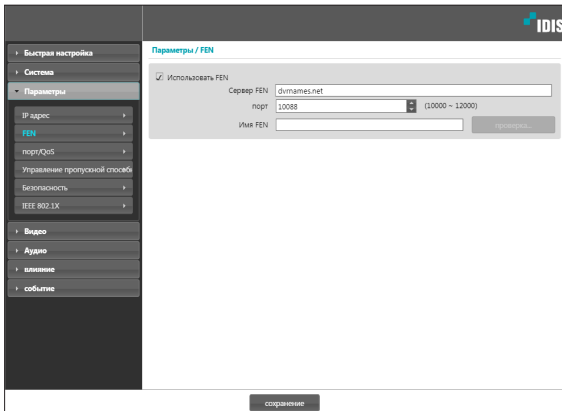 IDIS
Быстрая настройка
Система
Параметры
IP адрес
FEN
порт/QoS
Управление пропускной способн
Безопасность
IEEE 802.1X
Видео
Аудио
влияние
событие
Параметры / FEN
Использовать FEN
Сервер FEN dvrnames.net
порт 10088 (10000 ~ 12000)
Имя FEN проверка...
сохранение